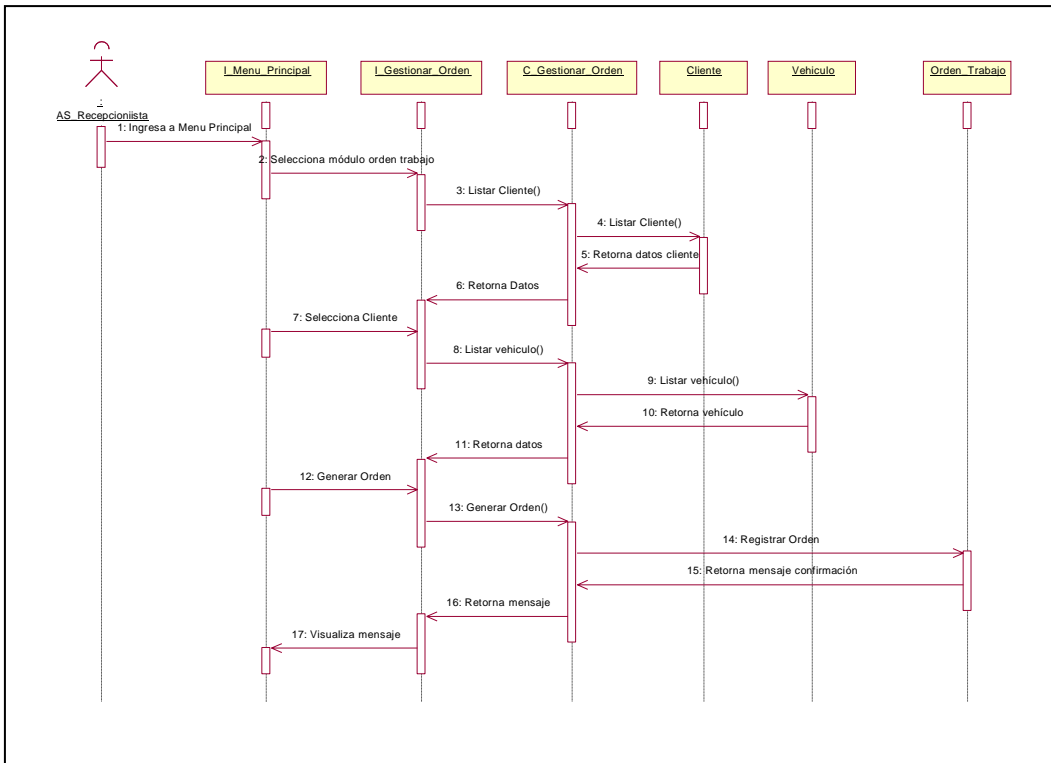 I_Menu_Principal
I_Gestionar_Orden
C_Gestionar_Orden
Cliente
Vehiculo
Orden_Trabajo
:
AS_Recepcioniista
1: Ingresa a Menu Principal
2: Selecciona módulo orden trabajo
3: Listar Cliente()
4: Listar Cliente()
5: Retorna datos cliente
6: Retorna Datos
7: Selecciona Cliente
8: Listar vehiculo()
9: Listar vehículo()
10: Retorna vehículo
11: Retorna datos
12: Generar Orden
13: Generar Orden()
14: Registrar Orden
15: Retorna mensaje confirmación
16: Retorna mensaje
17: Visualiza mensaje